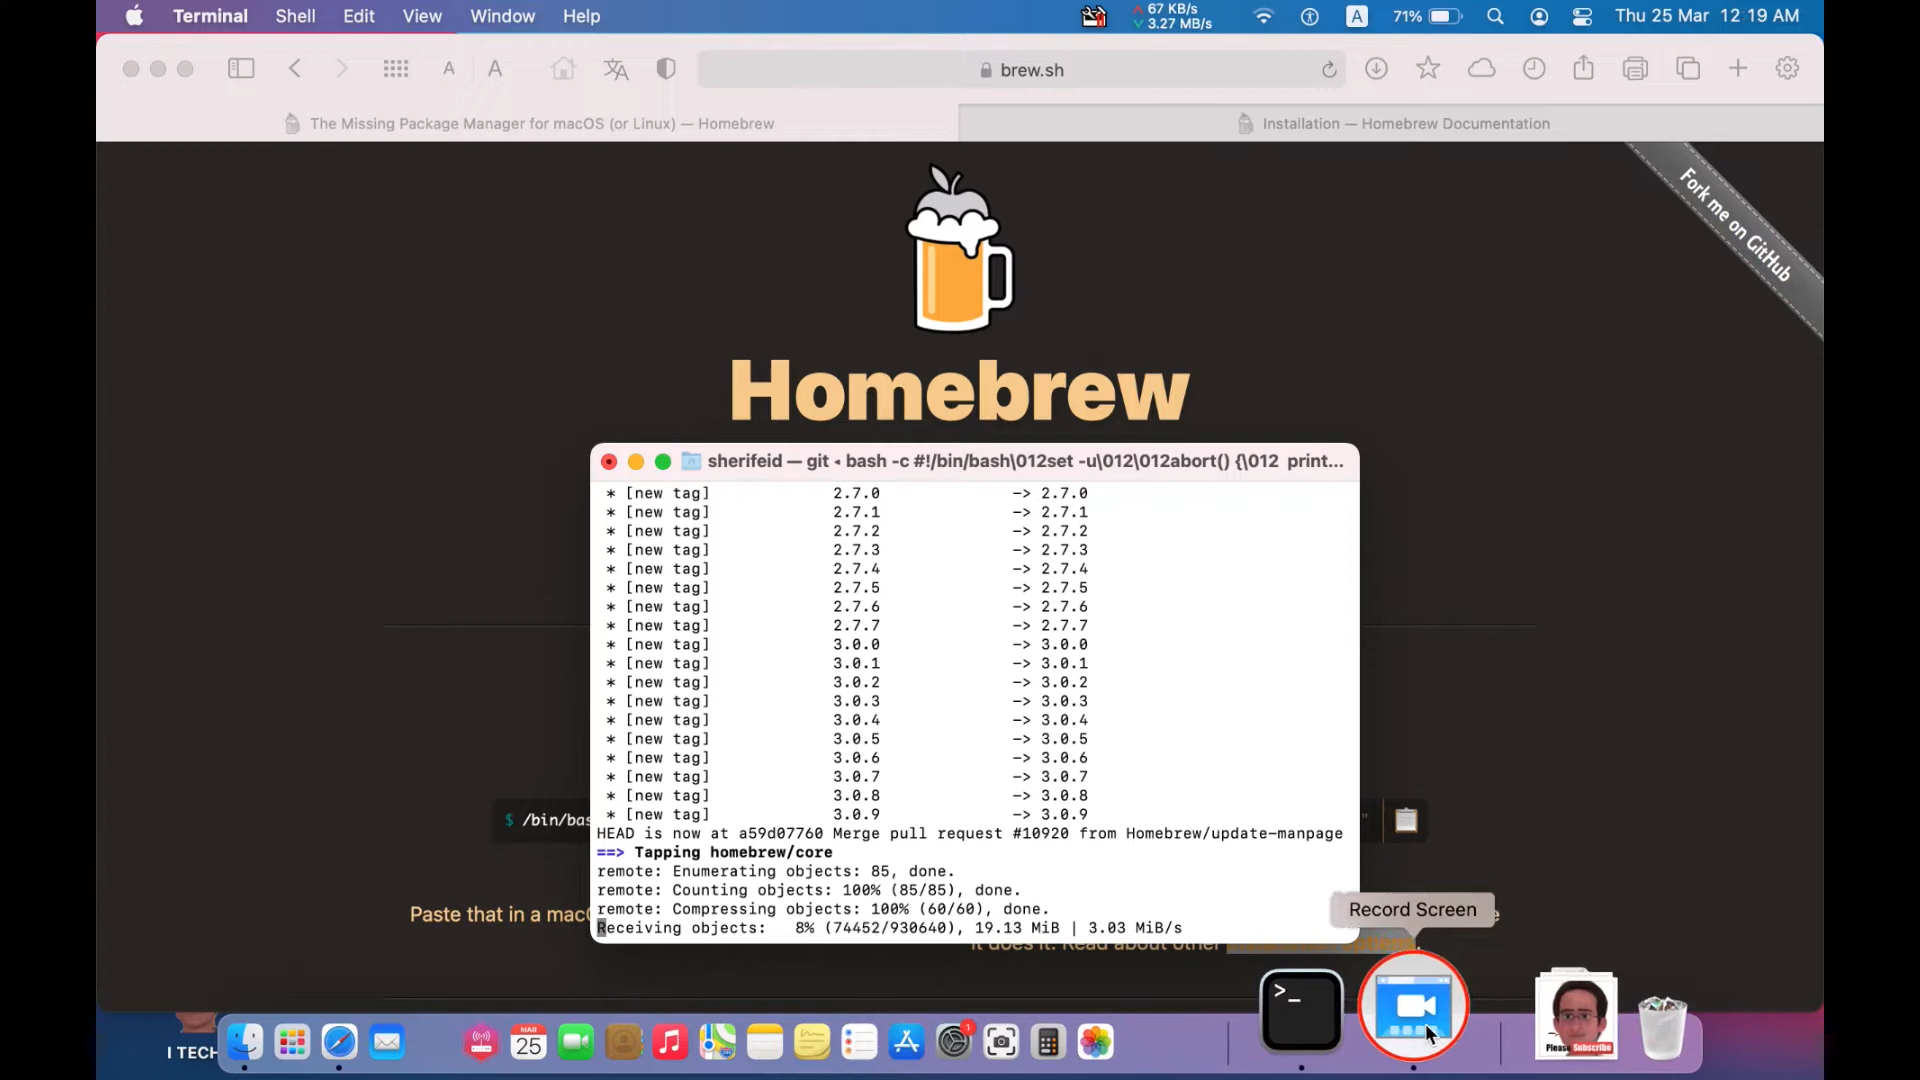 Terminal Shell Edit View Window Help
67 KB/s
3.27 MB/s
A 71% Thu 25 Mar 12 19 AM
A A brew.sh
The Missing Package Manager for macOS (or Linux) — Homebrew
Installation — Homebrew Documentation
Fork me on GitHub
Homebrew
sherifeid — git ◂ bash -c #!/bin/bash\012set -u\012\012abort() {\012 print...
* [new tag] 2.7.0 -> 2.7.0
* [new tag] 2.7.1 -> 2.7.1
* [new tag] 2.7.2 -> 2.7.2
* [new tag] 2.7.3 -> 2.7.3
* [new tag] 2.7.4 -> 2.7.4
* [new tag] 2.7.5 -> 2.7.5
* [new tag] 2.7.6 -> 2.7.6
* [new tag] 2.7.7 -> 2.7.7
* [new tag] 3.0.0 -> 3.0.0
* [new tag] 3.0.1 -> 3.0.1
* [new tag] 3.0.2 -> 3.0.2
* [new tag] 3.0.3 -> 3.0.3
* [new tag] 3.0.4 -> 3.0.4
* [new tag] 3.0.5 -> 3.0.5
* [new tag] 3.0.6 -> 3.0.6
* [new tag] 3.0.7 -> 3.0.7
* [new tag] 3.0.8 -> 3.0.8
* [new tag] 3.0.9 -> 3.0.9
HEAD is now at a59d07760 Merge pull request #10920 from Homebrew/update-manpage
==> Tapping homebrew/core
remote: Enumerating objects: 85, done.
remote: Counting objects: 100% (85/85), done.
remote: Compressing objects: 100% (60/60), done.
Receiving objects: 8% (74452/930640), 19.13 MiB | 3.03 MiB/s
$ /bin/bas "
Paste that in a mac
it does it. Read about other
Record Screen
>_
I TECH
MAR
25
1
Please Subscribe